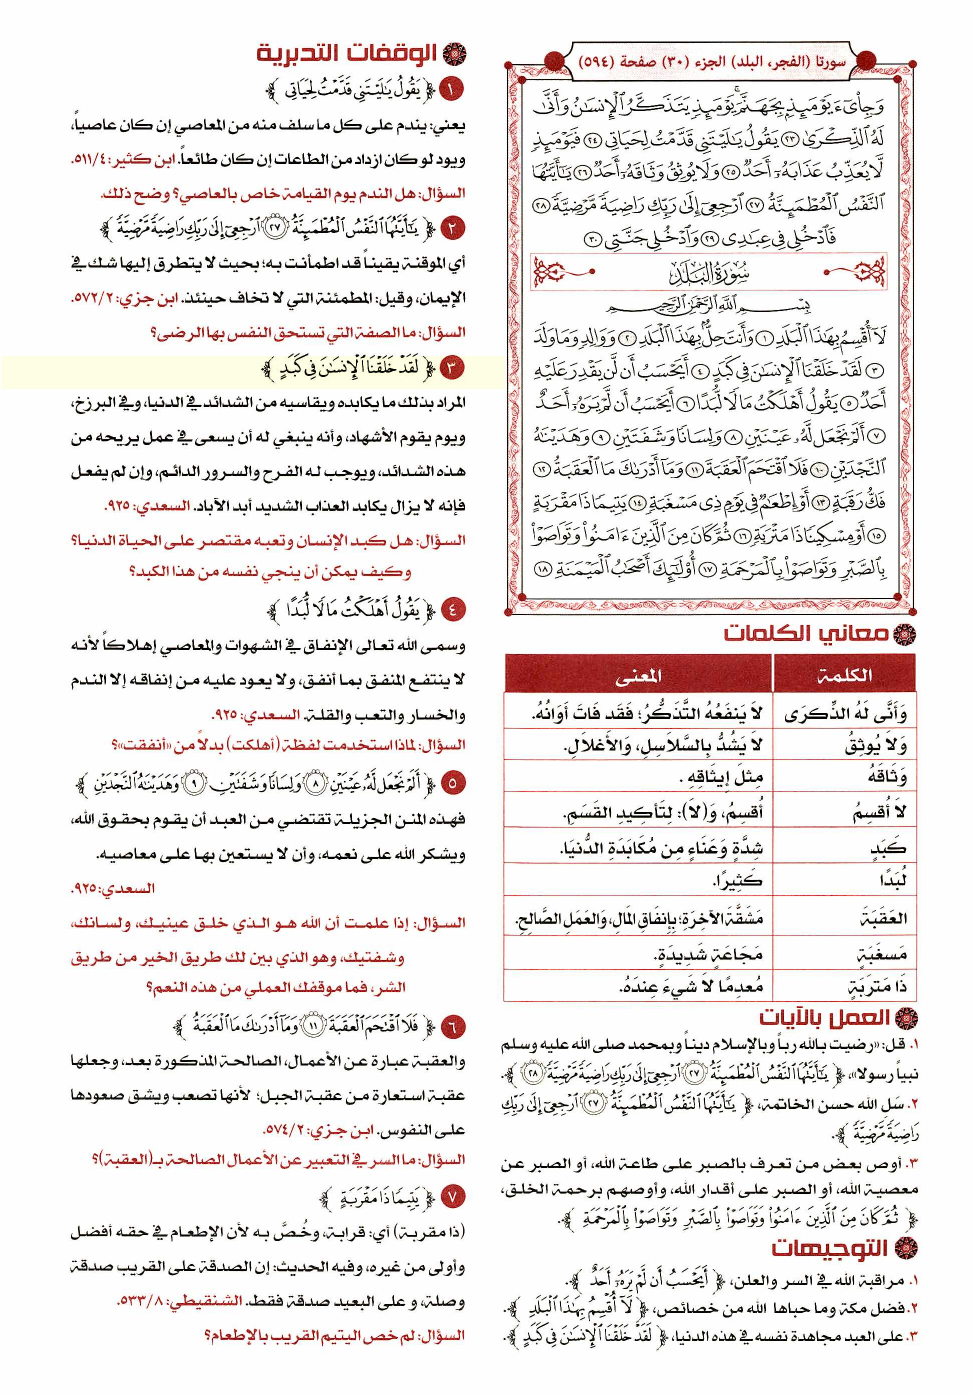 سورتا (الفجر، البلد) الجزء (٣٠) صفحة (٥٩٤)
وَجِاْىٓءَ يَوْمَئِذٍۭ بِجَهَنَّمَ ۚ يَوْمَئِذٍ يَتَذَكَّرُ ٱلْإِنسَٰنُ وَأَنَّىٰ
لَهُ ٱلذِّكْرَىٰ ٢٣ يَقُولُ يَٰلَيْتَنِى قَدَّمْتُ لِحَيَاتِى ٢٤ فَيَوْمَئِذٍ
لَّا يُعَذِّبُ عَذَابَهُۥٓ أَحَدٌ ٢٥ وَلَا يُوثِقُ وَثَاقَهُۥٓ أَحَدٌ ٢٦ يَٰٓأَيَّتُهَا
ٱلنَّفْسُ ٱلْمُطْمَئِنَّةُ ٢٧ ٱرْجِعِىٓ إِلَىٰ رَبِّكِ رَاضِيَةً مَّرْضِيَّةً ٢٨
فَٱدْخُلِى فِى عِبَٰدِى ٢٩ وَٱدْخُلِى جَنَّتِى ٣٠
سُورَةُ الْبَلَدِ
بِسْمِ ٱللَّهِ ٱلرَّحْمَٰنِ ٱلرَّحِيمِ
لَآ أُقْسِمُ بِهَٰذَا ٱلْبَلَدِ ١ وَأَنتَ حِلٌّۢ بِهَٰذَا ٱلْبَلَدِ ٢ وَوَالِدٍ وَمَا وَلَدَ
٣ لَقَدْ خَلَقْنَا ٱلْإِنسَٰنَ فِى كَبَدٍ ٤ أَيَحْسَبُ أَن لَّن يَقْدِرَ عَلَيْهِ
أَحَدٌ ٥ يَقُولُ أَهْلَكْتُ مَالًا لُّبَدًا ٦ أَيَحْسَبُ أَن لَّمْ يَرَهُۥٓ أَحَدٌ
٧ أَلَمْ نَجْعَل لَّهُۥ عَيْنَيْنِ ٨ وَلِسَانًا وَشَفَتَيْنِ ٩ وَهَدَيْنَٰهُ
ٱلنَّجْدَيْنِ ١٠ فَلَا ٱقْتَحَمَ ٱلْعَقَبَةَ ١١ وَمَآ أَدْرَىٰكَ مَا ٱلْعَقَبَةُ ١٢
فَكُّ رَقَبَةٍ ١٣ أَوْ إِطْعَٰمٌ فِى يَوْمٍ ذِى مَسْغَبَةٍ ١٤ يَتِيمًا ذَا مَقْرَبَةٍ
١٥ أَوْ مِسْكِينًا ذَا مَتْرَبَةٍ ١٦ ثُمَّ كَانَ مِنَ ٱلَّذِينَ ءَامَنُوا۟ وَتَوَاصَوْا۟
بِٱلصَّبْرِ وَتَوَاصَوْا۟ بِٱلْمَرْحَمَةِ ١٧ أُو۟لَٰٓئِكَ أَصْحَٰبُ ٱلْمَيْمَنَةِ ١٨
معاني الكلمات
الكلمة المعنى
وَأَنَّى لَهُ الذِّكرَى لاَ يَنفَعُهُ التَّذَكُّرُ؛ فَقَد فَاتَ أَوَانُهُ.
وَلاَ يُوثِقُ لاَ يَشُدُّ بِالسَّلاَسِلِ، وَالأَغلاَلِ.
وَثَاقَهُ مِثلَ إِيثَاقِهِ.
لاَ أُقسِمُ أُقسِمُ، وَ(لاَ): لِتَأكِيدِ القَسَمِ.
كَبَدٍ شِدَّةٍ وَعَنَاءٍ مِن مُكَابَدَةِ الدُّنيَا.
لُبَدًا كَثِيرًا.
العَقَبَةَ مَشَقَّةَ الآخِرَةِ؛ بِإِنفَاقِ المَالِ، وَالعَمَلِ الصَّالِحِ.
مَسغَبَةٍ مَجَاعَةٍ شَدِيدَةٍ.
ذَا مَترَبَةٍ مُعدِمًا لاَ شَيءَ عِندَهُ.
العمل بالآيات
١. قل: «رضيت بالله رباً وبالإسلام ديناً وبمحمد صلى الله عليه وسلم
نبياً رسولا»، ﴿ يَٰٓأَيَّتُهَا ٱلنَّفْسُ ٱلْمُطْمَئِنَّةُ ٢٧ ٱرْجِعِىٓ إِلَىٰ رَبِّكِ رَاضِيَةً مَّرْضِيَّةً ٢٨ ﴾.
٢. سَل الله حسن الخاتمة، ﴿ يَٰٓأَيَّتُهَا ٱلنَّفْسُ ٱلْمُطْمَئِنَّةُ ٢٧ ٱرْجِعِىٓ إِلَىٰ رَبِّكِ
رَاضِيَةً مَّرْضِيَّةً ﴾.
٣. أوص بعض من تعرف بالصبر على طاعة الله، أو الصبر عن
معصية الله، أو الصبر على أقدار الله، وأوصهم برحمة الخلق،
﴿ ثُمَّ كَانَ مِنَ ٱلَّذِينَ ءَامَنُوا۟ وَتَوَاصَوْا۟ بِٱلصَّبْرِ وَتَوَاصَوْا۟ بِٱلْمَرْحَمَةِ ﴾.
التوجيهات
١. مراقبة الله في السر والعلن، ﴿ أَيَحْسَبُ أَن لَّمْ يَرَهُۥٓ أَحَدٌ ﴾.
٢. فضل مكة وما حباها الله من خصائص، ﴿ لَآ أُقْسِمُ بِهَٰذَا ٱلْبَلَدِ ﴾.
٣. على العبد مجاهدة نفسه في هذه الدنيا، ﴿ لَقَدْ خَلَقْنَا ٱلْإِنسَٰنَ فِى كَبَدٍ ﴾.
الوقفات التدبرية
١ ﴿ يَقُولُ يَٰلَيْتَنِى قَدَّمْتُ لِحَيَاتِى ﴾
يعني: يندم على كل ما سلف منه من المعاصي إن كان عاصياً،
ويود لو كان ازداد من الطاعات إن كان طائعاً. ابن كثير: ٥١١/٤.
السؤال: هل الندم يوم القيامة خاص بالعاصي؟ وضح ذلك.
٢ ﴿ يَٰٓأَيَّتُهَا ٱلنَّفْسُ ٱلْمُطْمَئِنَّةُ ٢٧ ٱرْجِعِىٓ إِلَىٰ رَبِّكِ رَاضِيَةً مَّرْضِيَّةً ﴾
أي الموقنة يقيناً قد اطمأنت به؛ بحيث لا يتطرق إليها شك في
الإيمان، وقيل: المطمئنة التي لا تخاف حينئذ. ابن جزي: ٥٧٢/٢.
السؤال: ما الصفة التي تستحق النفس بها الرضى؟
٣ ﴿ لَقَدْ خَلَقْنَا ٱلْإِنسَٰنَ فِى كَبَدٍ ﴾
المراد بذلك ما يكابده ويقاسيه من الشدائد في الدنيا، وفي البرزخ،
ويوم يقوم الأشهاد، وأنه ينبغي له أن يسعى في عمل يريحه من
هذه الشدائد، ويوجب له الفرح والسرور الدائم، وإن لم يفعل
فإنه لا يزال يكابد العذاب الشديد أبد الآباد. السعدي: ٩٢٥.
السؤال: هل كبد الإنسان وتعبه مقتصر على الحياة الدنيا؟
وكيف يمكن أن ينجي نفسه من هذا الكبد؟
٤ ﴿ يَقُولُ أَهْلَكْتُ مَالًا لُّبَدًا ﴾
وسمى الله تعالى الإنفاق في الشهوات والمعاصي إهلاكاً لأنه
لا ينتفع المنفق بما أنفق، ولا يعود عليه من إنفاقه إلا الندم
والخسار والتعب والقلة. السعدي: ٩٢٥.
السؤال: لماذا استخدمت لفظة (أهلكت) بدلاً من «أنفقت»؟
٥ ﴿ أَلَمْ نَجْعَل لَّهُۥ عَيْنَيْنِ ٨ وَلِسَانًا وَشَفَتَيْنِ ٩ وَهَدَيْنَٰهُ ٱلنَّجْدَيْنِ ﴾
فهذه المنن الجزيلة تقتضي من العبد أن يقوم بحقوق الله،
ويشكر الله على نعمه، وأن لا يستعين بها على معاصيه.
السعدي: ٩٢٥.
السؤال: إذا علمت أن الله هو الذي خلق عينيك، ولسانك،
وشفتيك، وهو الذي بين لك طريق الخير من طريق
الشر، فما موقفك العملي من هذه النعم؟
٦ ﴿ فَلَا ٱقْتَحَمَ ٱلْعَقَبَةَ ١١ وَمَآ أَدْرَىٰكَ مَا ٱلْعَقَبَةُ ﴾
والعقبة عبارة عن الأعمال، الصالحة المذكورة بعد، وجعلها
عقبة استعارة من عقبة الجبل؛ لأنها تصعب ويشق صعودها
على النفوس. ابن جزي: ٥٧٤/٢.
السؤال: ما السر في التعبير عن الأعمال الصالحة بـ(العقبة)؟
٧ ﴿ يَتِيمًا ذَا مَقْرَبَةٍ ﴾
(ذا مقربة) أي: قرابة، وخُصَّ به لأن الإطعام في حقه أفضل
وأولى من غيره، وفيه الحديث: إن الصدقة على القريب صدقة
وصلة، و على البعيد صدقة فقط. الشنقيطي: ٥٣٣/٨.
السؤال: لم خص اليتيم القريب بالإطعام؟